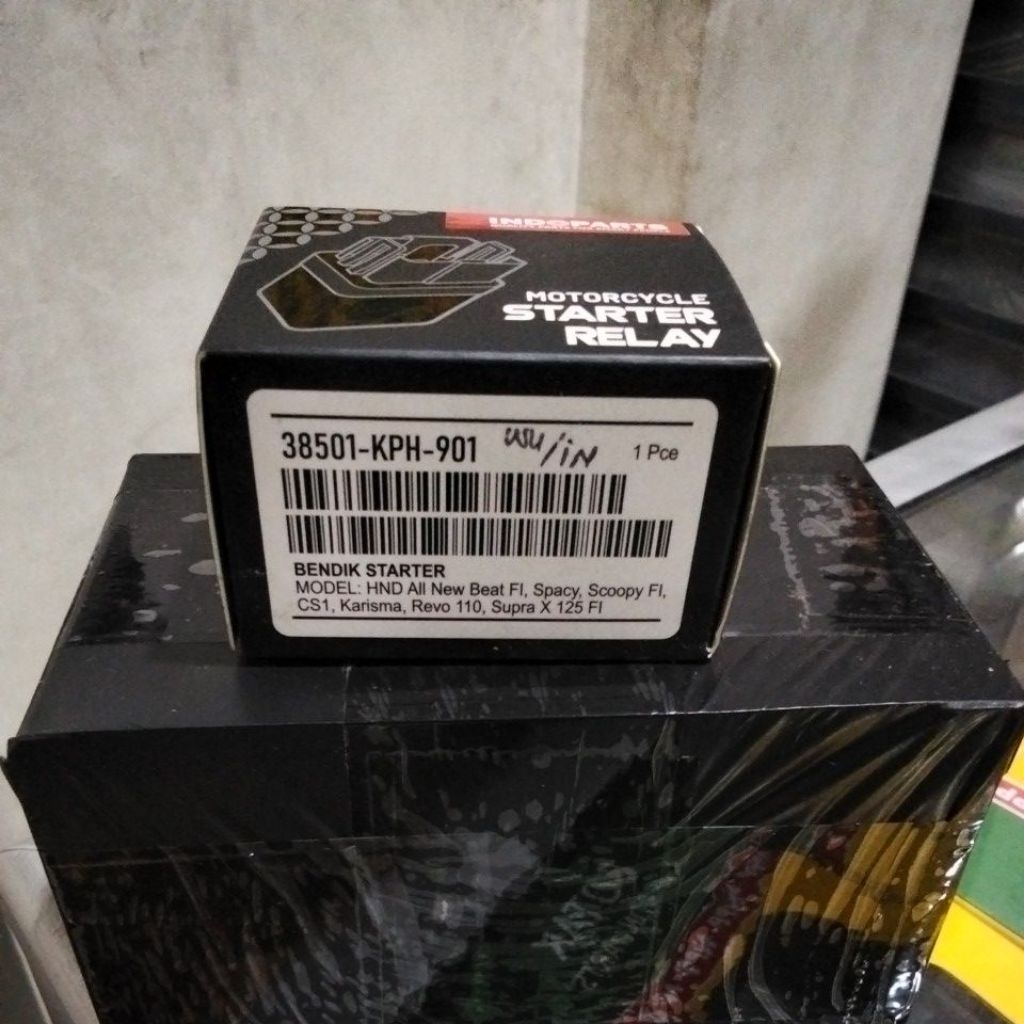 INDOPARTS
MOTORCYCLE
STARTER
RELAY
38501-KPH-901
1 Pce
BENDIK STARTER
MODEL: HND All New Beat FI, Spacy, Scoopy FI,
CS1, Karisma, Revo 110, Supra X 125 FI